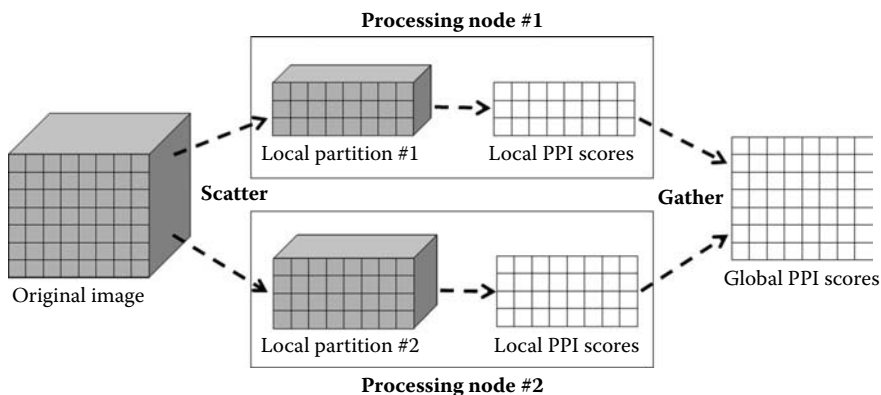 Processing node #1
Local partition #1
Local PPI scores
Scatter
Gather
Original image
Global PPI scores
Local partition #2
Local PPI scores
Processing node #2